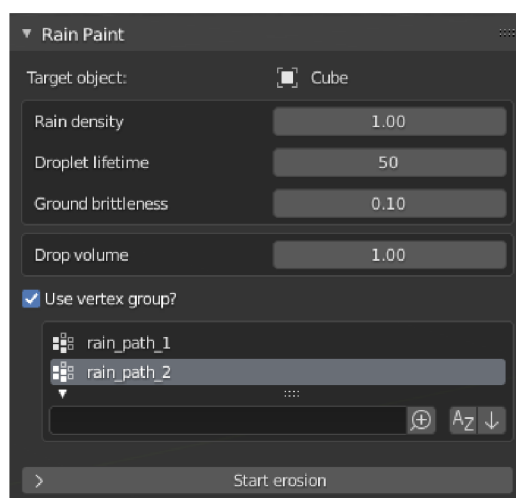 Rain Paint
Target object: Cube
Rain density 1.00
Droplet lifetime 50
Ground brittleness 0.10
Drop volume 1.00
Use vertex group?
rain_path_1
rain_path_2
AZ
Start erosion